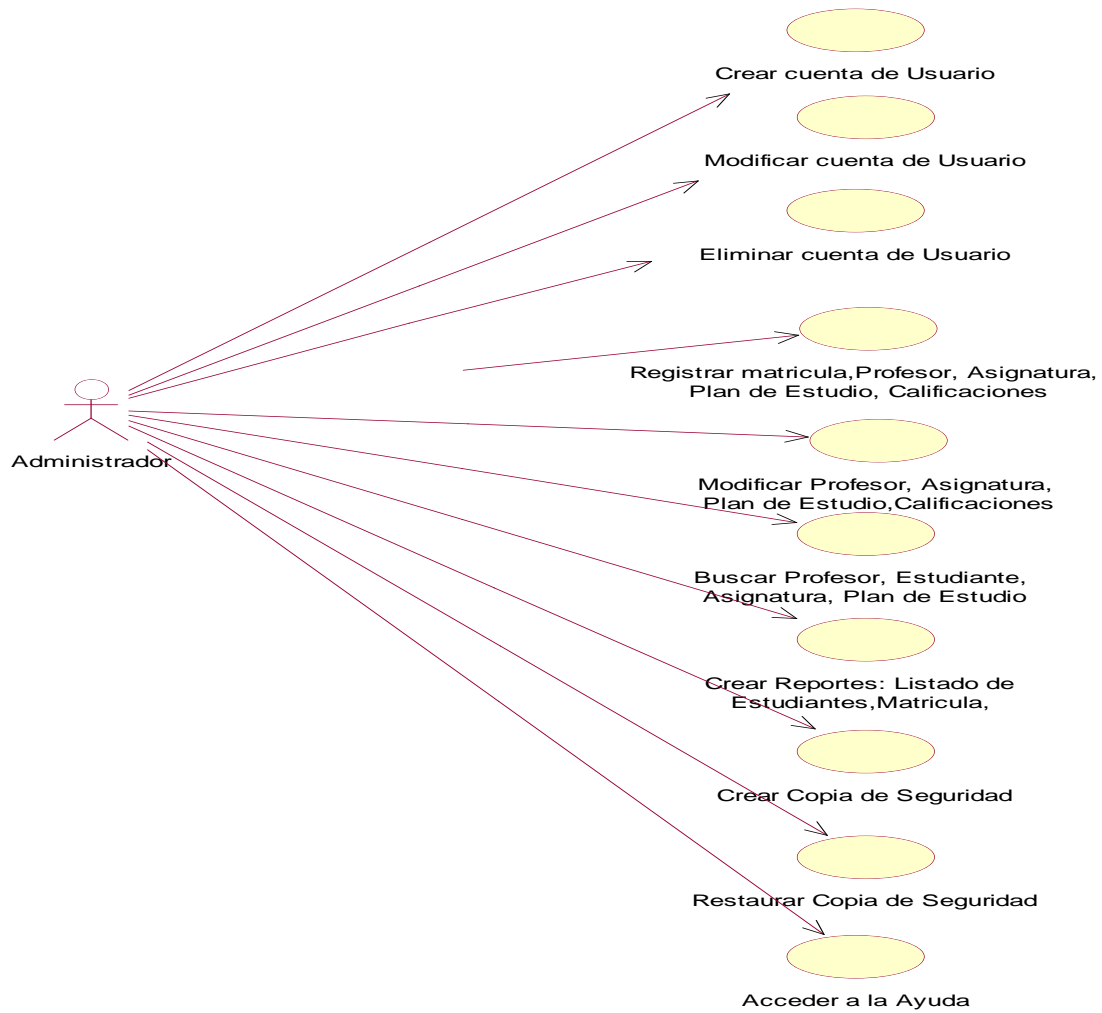 Crear cuenta de Usuario
Modificar cuenta de Usuario
Eliminar cuenta de Usuario
Registrar matricula,Profesor, Asignatura,
Plan de Estudio, Calificaciones
Administrador
Modificar Profesor, Asignatura,
Plan de Estudio,Calificaciones
Buscar Profesor, Estudiante,
Asignatura, Plan de Estudio
Crear Reportes: Listado de
Estudiantes,Matricula,
Crear Copia de Seguridad
Restaurar Copia de Seguridad
Acceder a la Ayuda